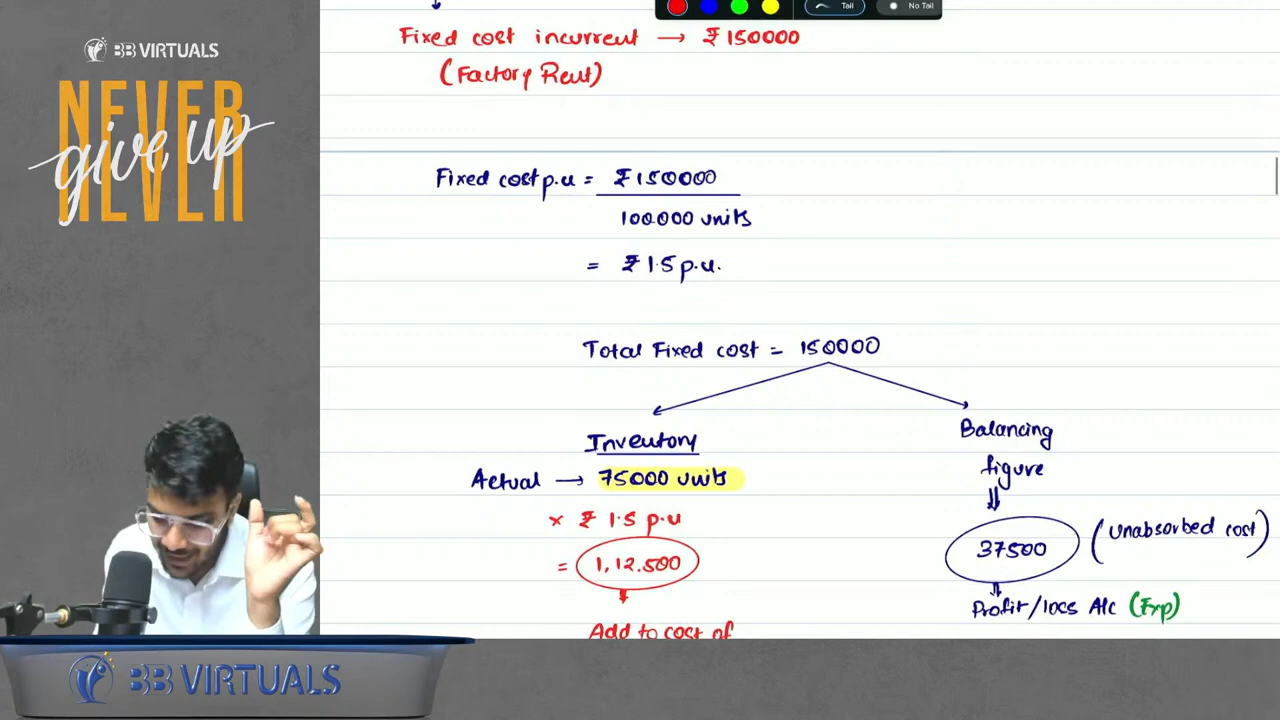 Tail
No Tail
BB VIRTUALS
NEVER
give up
NEVER
Fixed cost incurrent → ₹150000
(Factory Rent)
Fixed cost p.u = ₹150000
100000 units
= ₹1.5 p.u.
Total Fixed cost = 150000
Inventory
Actual → 75000 units
× ₹ 1.5 p.u
= 1,12,500
Add to cost of
Balancing
figure
37500 (unabsorbed cost)
Profit/loss A/c (Exp)
BB VIRTUALS